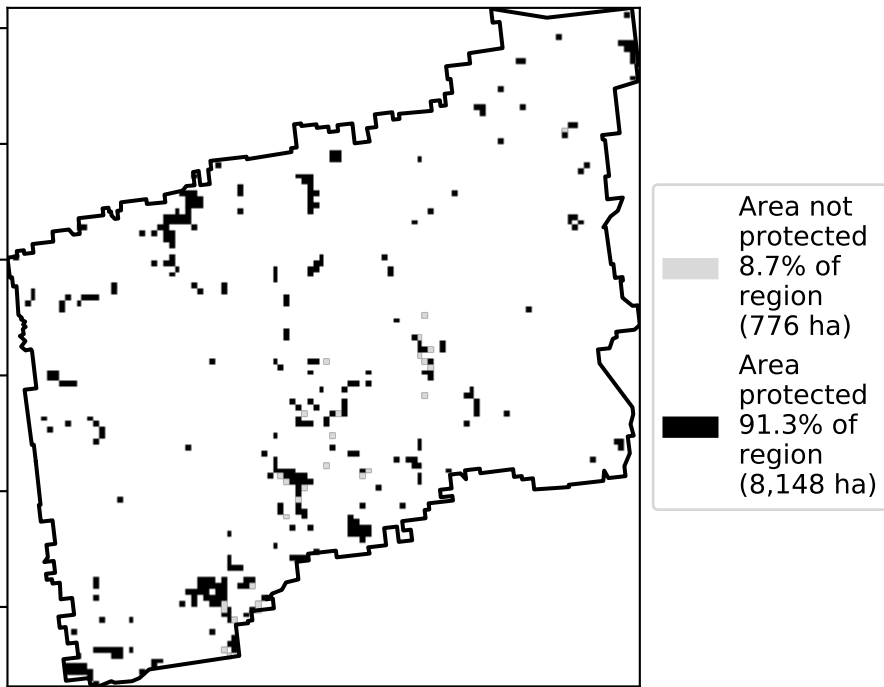 Area not
protected
8.7% of
region
(776 ha)
Area
protected
91.3% of
region
(8,148 ha)